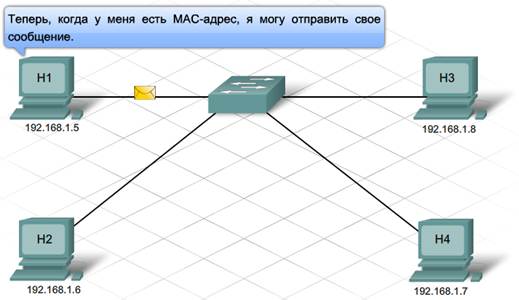 Теперь, когда у меня есть MAC-адрес, я могу отправить свое
сообщение.
H1
H3
192.168.1.5
192.168.1.8
H2
H4
192.168.1.6
192.168.1.7